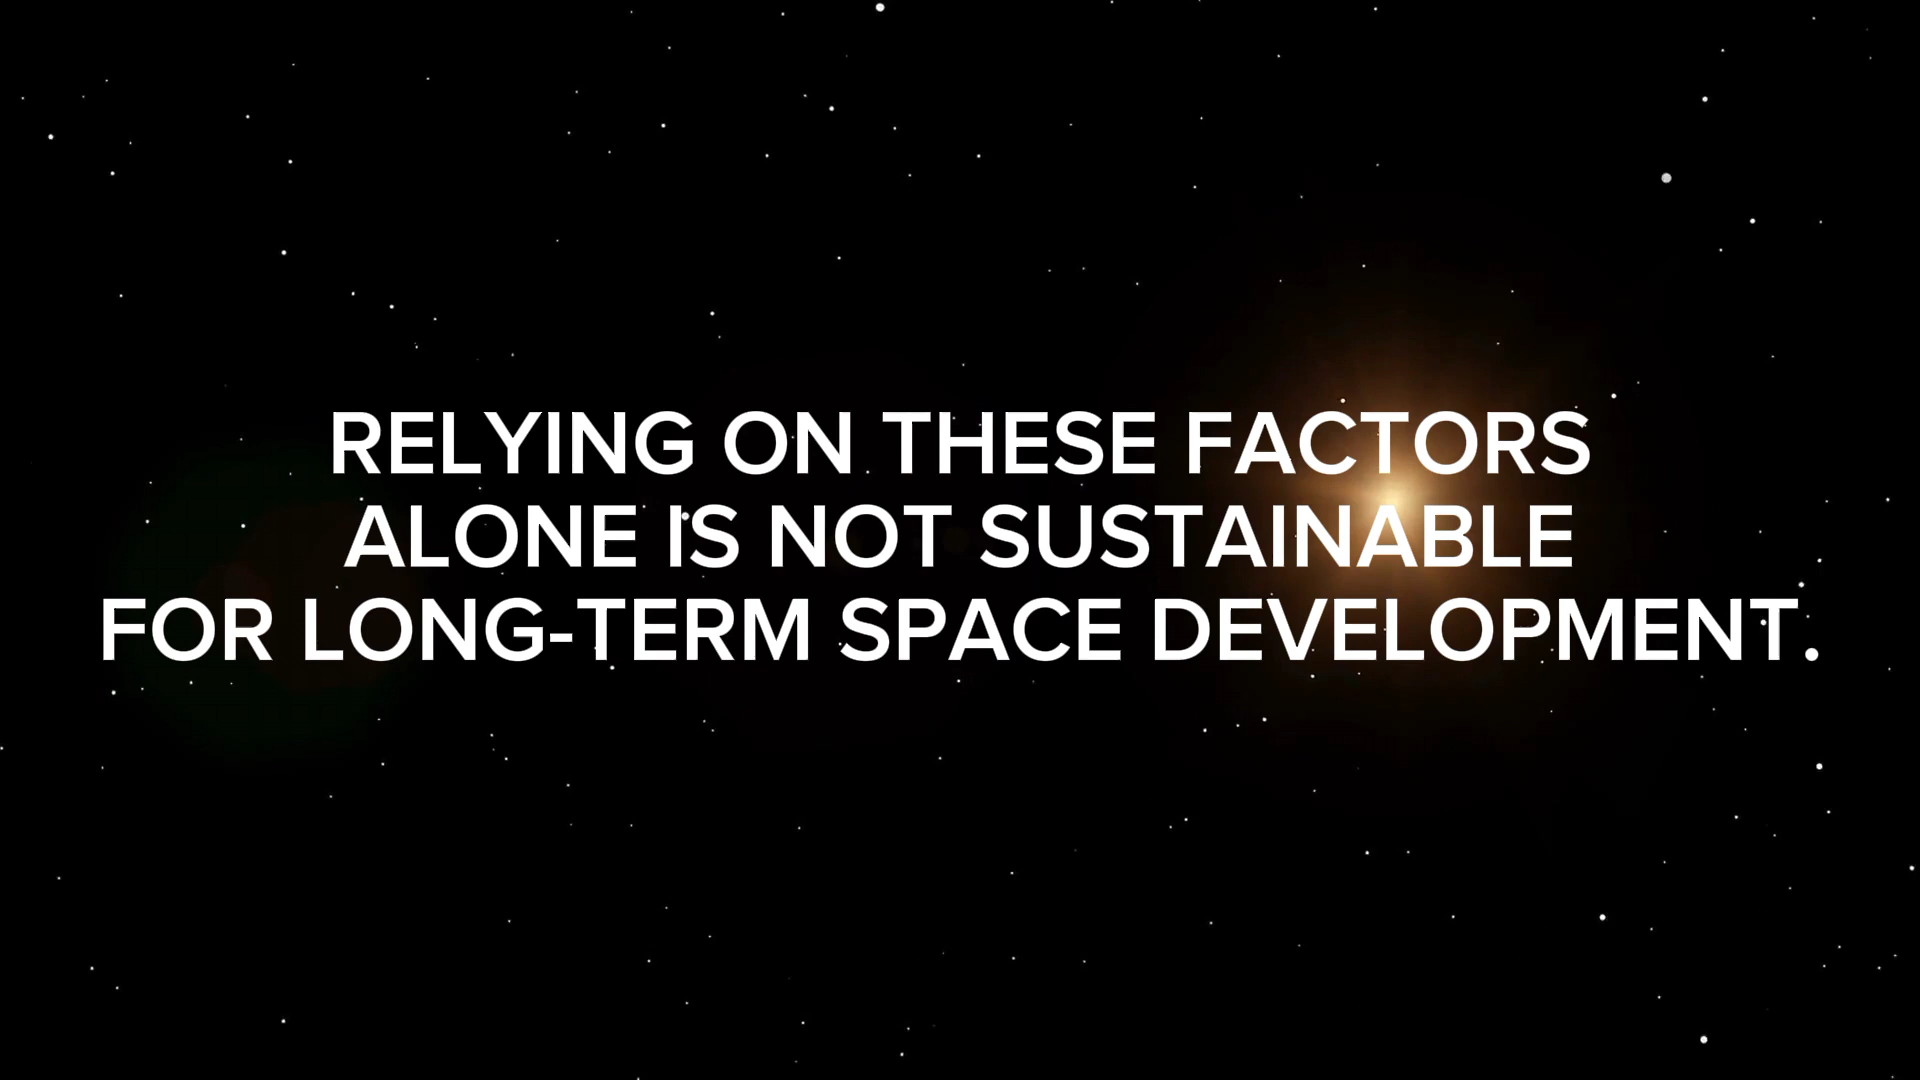 RELYING ON THESE FACTORS
ALONE IS NOT SUSTAINABLE
FOR LONG-TERM SPACE DEVELOPMENT.